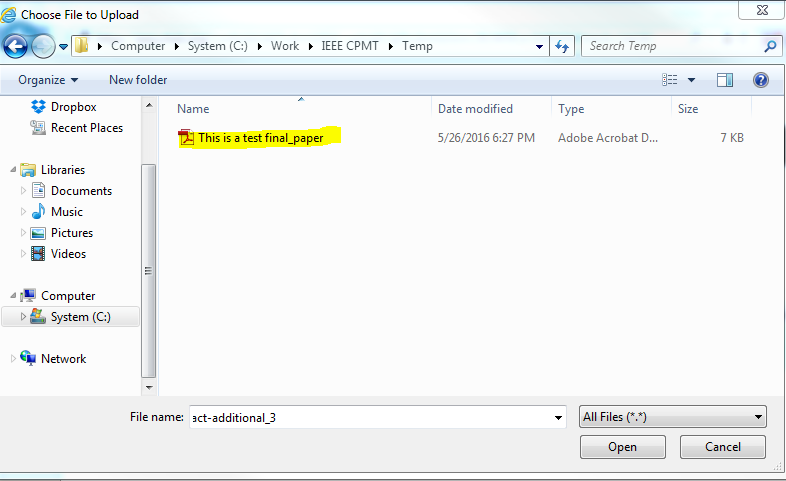 Choose File to Upload
Computer System (C:) Work IEEE CPMT Temp
Search Temp
Organize New folder
Name Date modified Type Size
This is a test final_paper 5/26/2016 6:27 PM Adobe Acrobat D... 7 KB
Dropbox
Recent Places
Libraries
Documents
Music
Pictures
Videos
Computer
System (C:)
Network
File name: act-additional_3 All Files (*.*)
Open Cancel